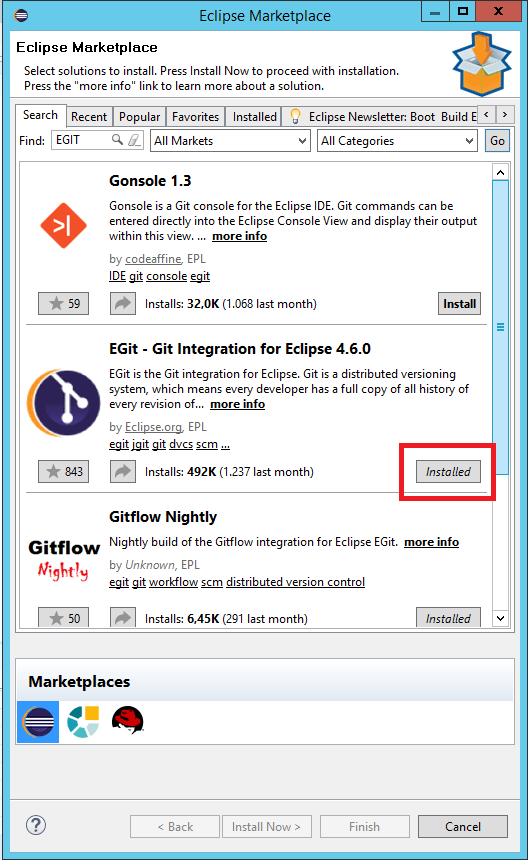 Eclipse Marketplace
Eclipse Marketplace
Select solutions to install. Press Install Now to proceed with installation.
Press the "more info" link to learn more about a solution.
Search Recent Popular Favorites Installed Eclipse Newsletter: Boot Build E
Find: EGIT All Markets All Categories Go
Gonsole 1.3
Gonsole is a Git console for the Eclipse IDE. Git commands can be
entered directly into the Eclipse Console View and display their output
within this view. ... more info
by codeaffine, EPL
IDE git console egit
59 Installs: 32,0K (1.068 last month) Install
EGit - Git Integration for Eclipse 4.6.0
EGit is the Git integration for Eclipse. Git is a distributed versioning
system, which means every developer has a full copy of all history of
every revision of... more info
by Eclipse.org, EPL
egit jgit git dvcs scm ...
843 Installs: 492K (1.237 last month) Installed
Gitflow Nightly
Gitflow
Nightly
Nightly build of the Gitflow integration for Eclipse EGit. more info
by Unknown, EPL
egit git workflow scm distributed version control
50 Installs: 6,45K (291 last month) Installed
Marketplaces
? < Back Install Now > Finish Cancel